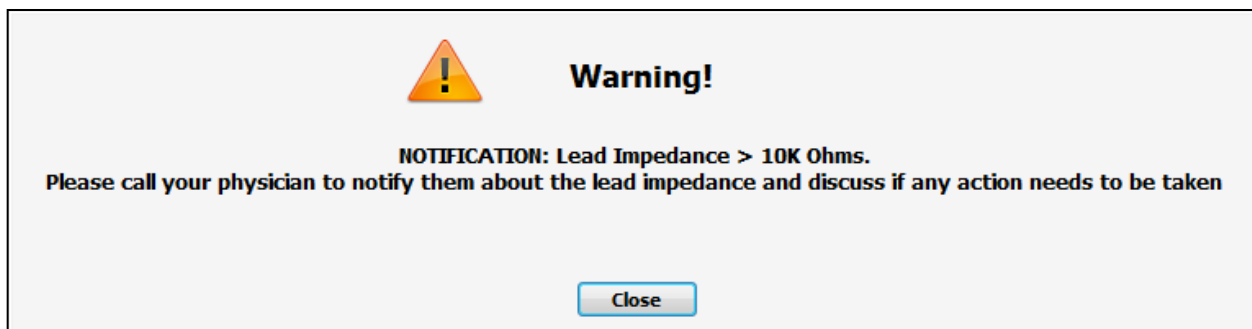 Warning!
NOTIFICATION: Lead Impedance > 10K Ohms.
Please call your physician to notify them about the lead impedance and discuss if any action needs to be taken
Close